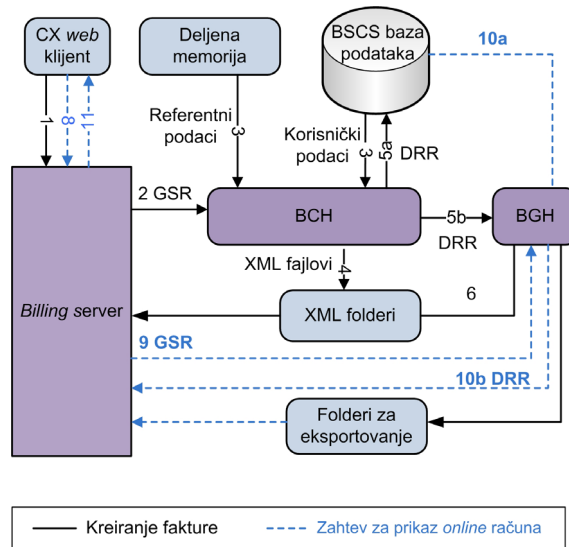 CX web
klijent
Deljena
memorija
BSCS baza
podataka
10a
1
8
11
Referentni
podaci
3
Korisnički
podaci
3
5a
DRR
2 GSR
BCH
5b
DRR
BGH
XML fajlovi
4
6
Billing server
XML folderi
9 GSR
10b DRR
Folderi za
eksportovanje
Kreiranje fakture
Zahtev za prikaz online računa